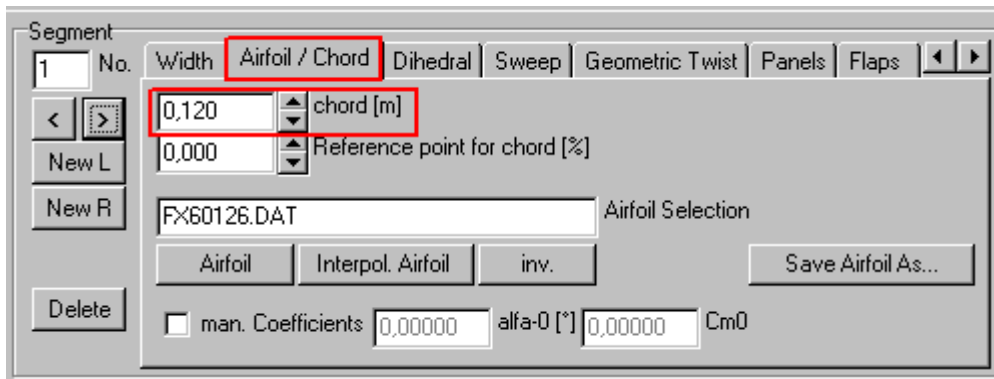 Segment
1 No.
Width Airfoil / Chord Dihedral Sweep Geometric Twist Panels Flaps
0,120 chord [m]
< >
0,000 Reference point for chord [%]
New L
New R
FX60126.DAT Airfoil Selection
Airfoil Interpol. Airfoil inv. Save Airfoil As...
Delete
man. Coefficients 0,00000 alfa-0 [°] 0,00000 Cm0